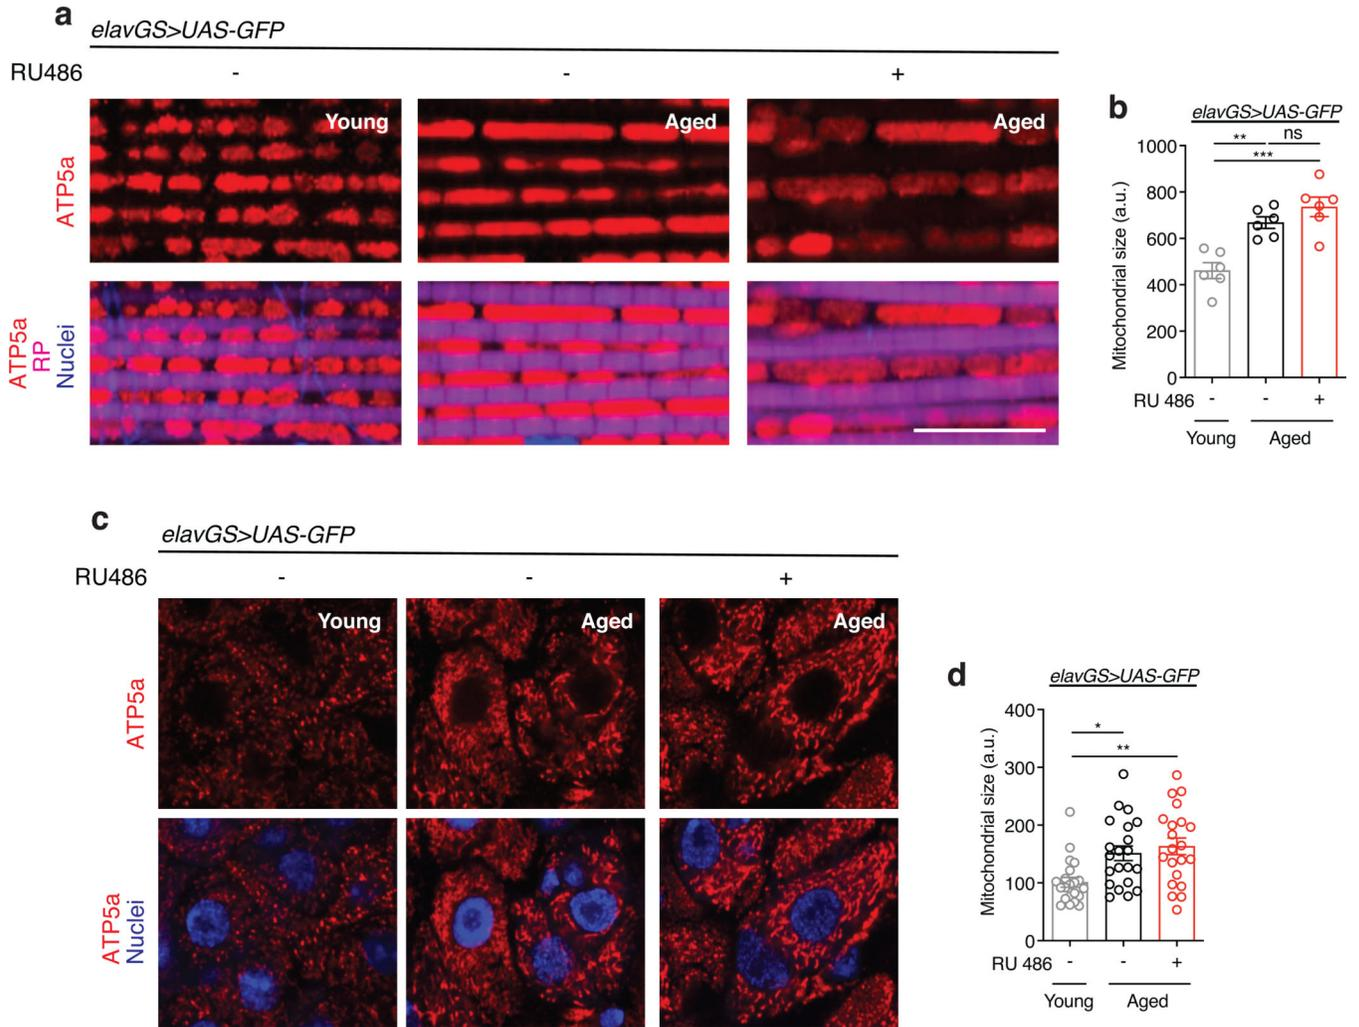 a
elavGS>UAS-GFP
RU486 - - +
Young Aged Aged
ATP5a
ATP5a
RP
Nuclei
b
elavGS>UAS-GFP
** ns
***
1000
800
600
400
200
0
Mitochondrial size (a.u.)
RU 486 - - +
Young Aged
c
elavGS>UAS-GFP
RU486 - - +
Young Aged Aged
ATP5a
ATP5a
Nuclei
d
elavGS>UAS-GFP
*
**
400
300
200
100
0
Mitochondrial size (a.u.)
RU 486 - - +
Young Aged